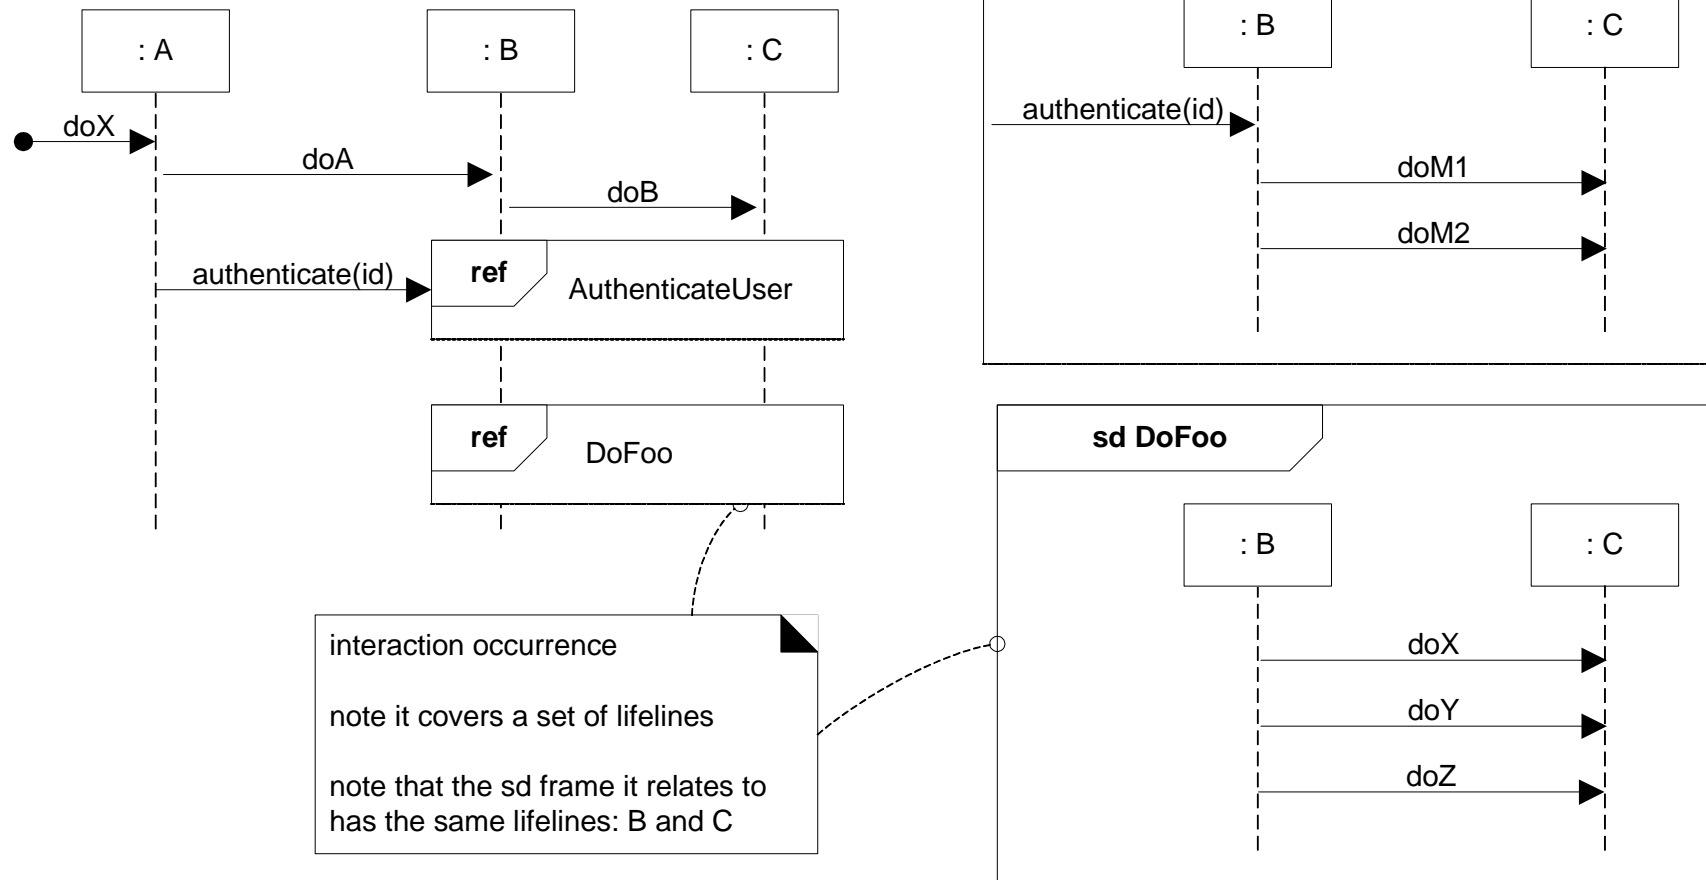 : A
: B
: C
doX
doA
doB
authenticate(id)
ref
AuthenticateUser
ref
DoFoo
interaction occurrence
note it covers a set of lifelines
note that the sd frame it relates to
has the same lifelines: B and C
: B
: C
authenticate(id)
doM1
doM2
sd DoFoo
: B
: C
doX
doY
doZ